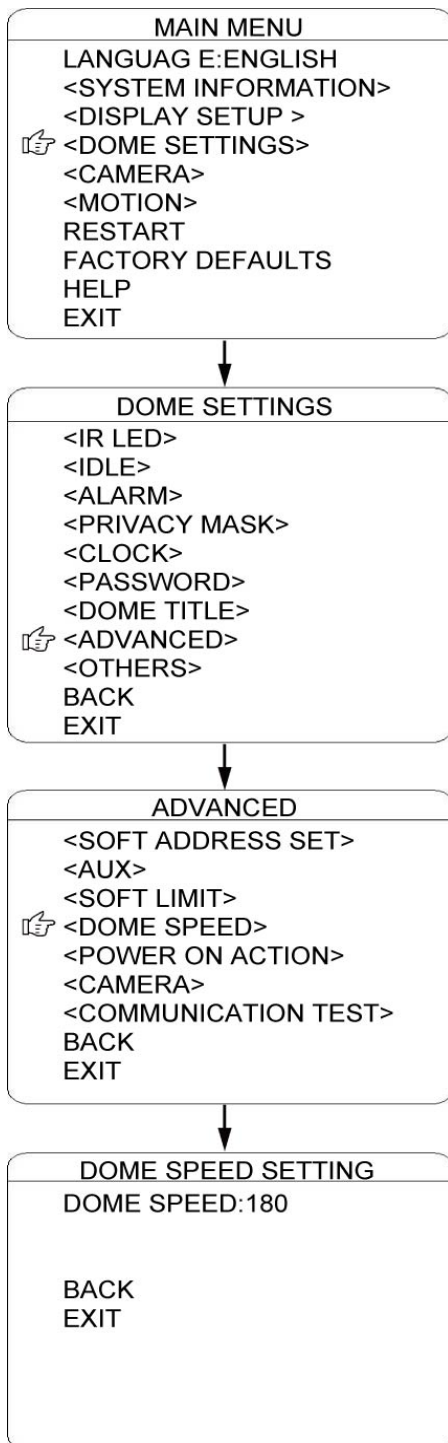 MAIN MENU
LANGUAG E:ENGLISH
<SYSTEM INFORMATION>
<DISPLAY SETUP >
<DOME SETTINGS>
<CAMERA>
<MOTION>
RESTART
FACTORY DEFAULTS
HELP
EXIT
DOME SETTINGS
<IR LED>
<IDLE>
<ALARM>
<PRIVACY MASK>
<CLOCK>
<PASSWORD>
<DOME TITLE>
<ADVANCED>
<OTHERS>
BACK
EXIT
ADVANCED
<SOFT ADDRESS SET>
<AUX>
<SOFT LIMIT>
<DOME SPEED>
<POWER ON ACTION>
<CAMERA>
<COMMUNICATION TEST>
BACK
EXIT
DOME SPEED SETTING
DOME SPEED:180
BACK
EXIT